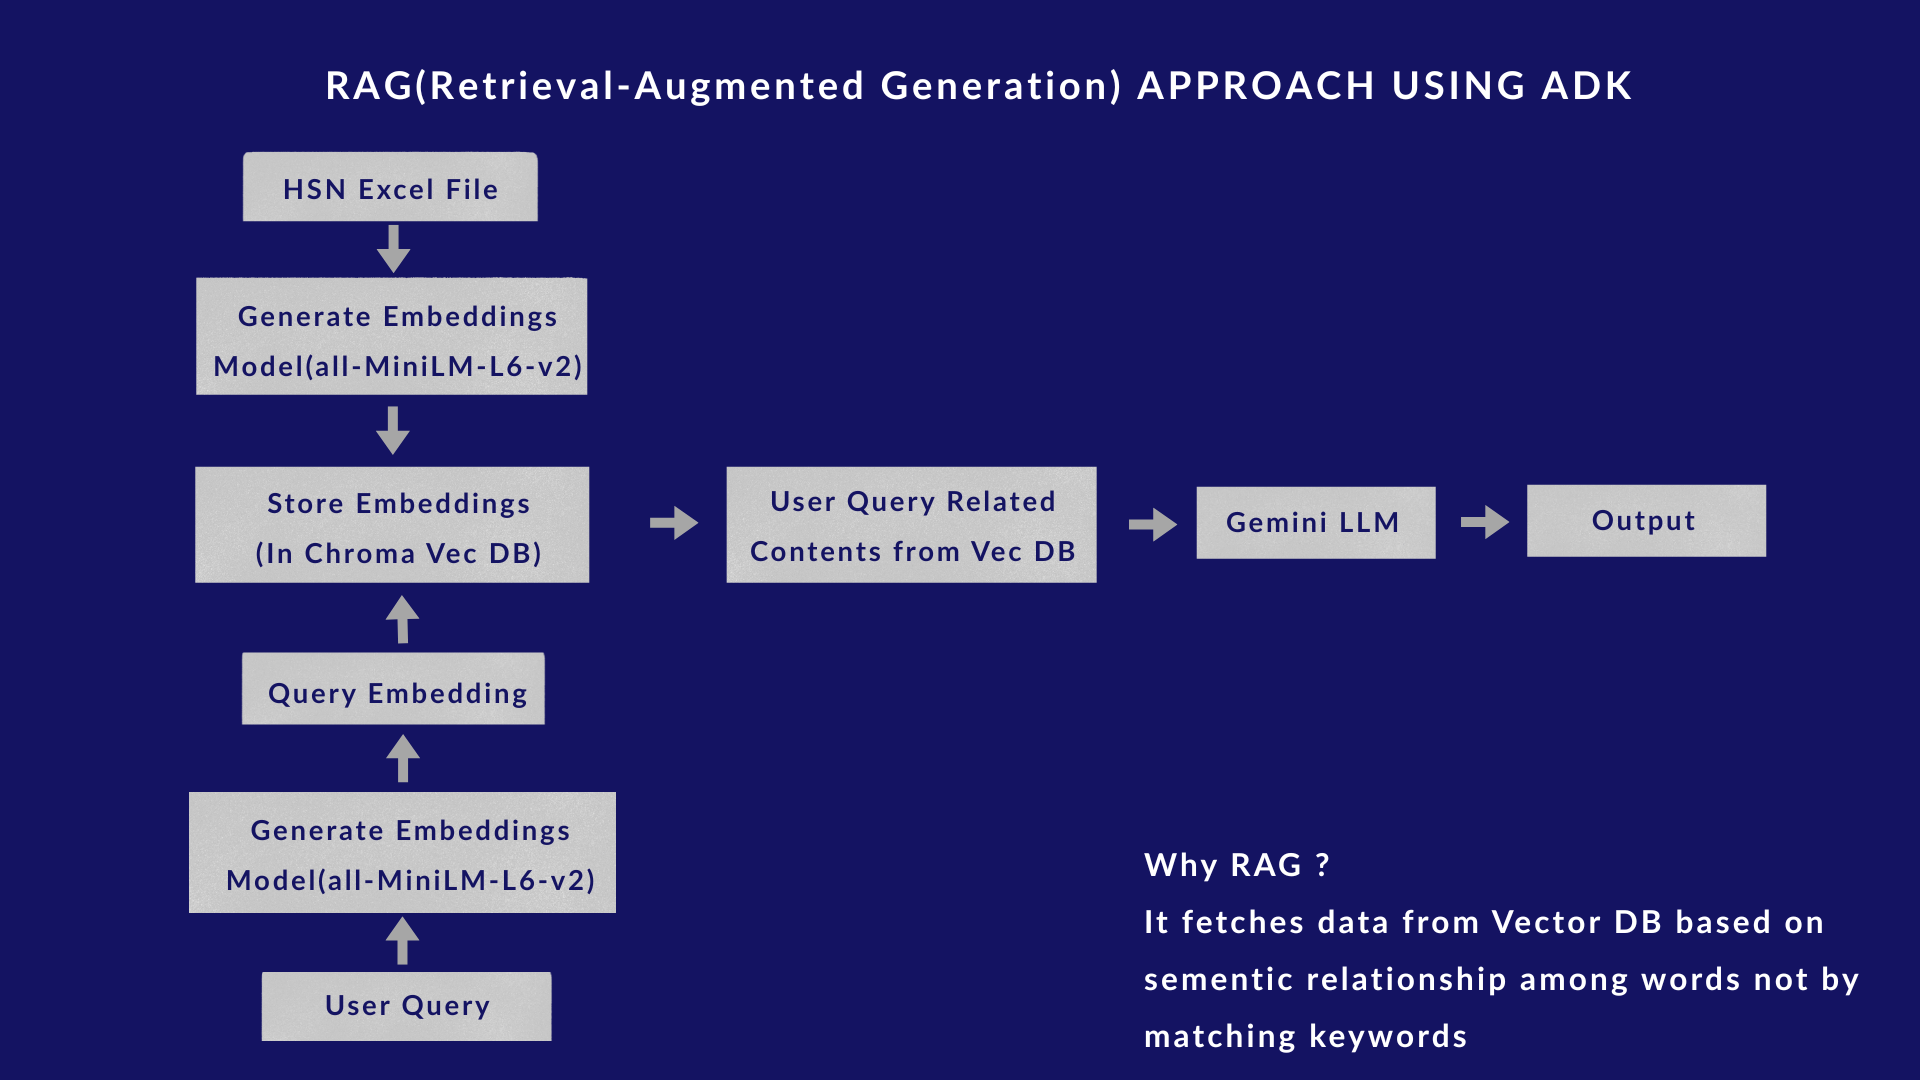 RAG(Retrieval-Augmented Generation) APPROACH USING ADK
HSN Excel File
Generate Embeddings
Model(all-MiniLM-L6-v2)
Store Embeddings
(In Chroma Vec DB)
User Query Related
Contents from Vec DB
Gemini LLM
Output
Query Embedding
Generate Embeddings
Model(all-MiniLM-L6-v2)
User Query
Why RAG ?
It fetches data from Vector DB based on
sementic relationship among words not by
matching keywords